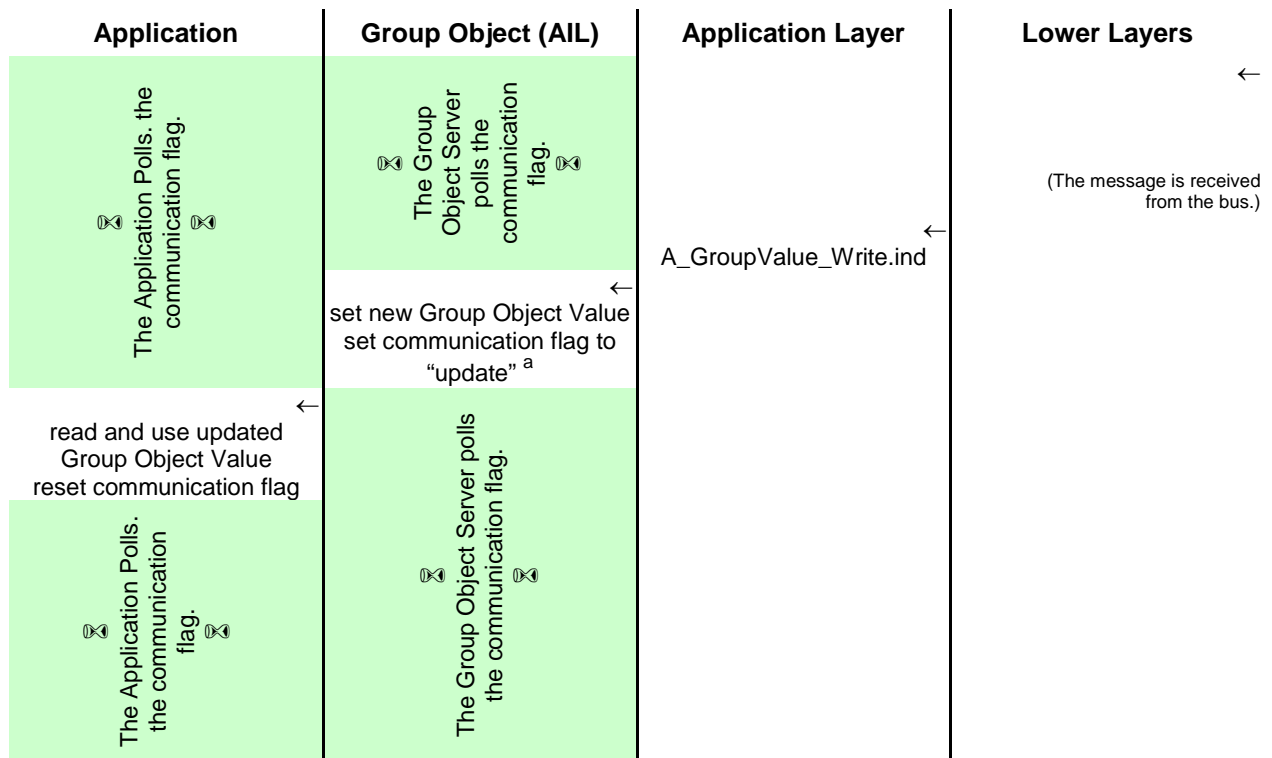 Application
Group Object (AIL)
Application Layer
Lower Layers
←
The Application Polls. the
communication flag.
⌛ ⌛
The Group
Object Server
polls the
communication
flag.
⌛ ⌛
(The message is received
from the bus.)
←
A_GroupValue_Write.ind
←
set new Group Object Value
set communication flag to
“update” a
←
read and use updated
Group Object Value
reset communication flag
The Group Object Server polls
the communication flag.
⌛ ⌛
The Application Polls.
the communication
flag.
⌛ ⌛